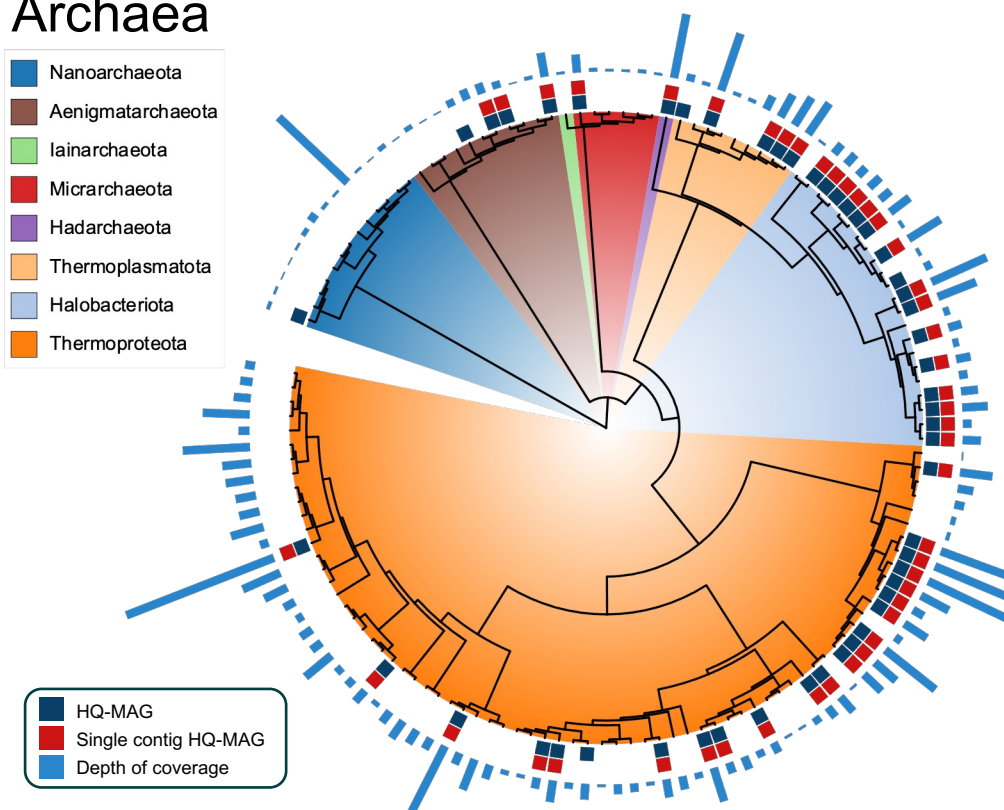 Archaea
Nanoarchaeota
Aenigmatarchaeota
Iainarchaeota
Micrarchaeota
Hadarchaeota
Thermoplasmatota
Halobacteriota
Thermoproteota
HQ-MAG
Single contig HQ-MAG
Depth of coverage